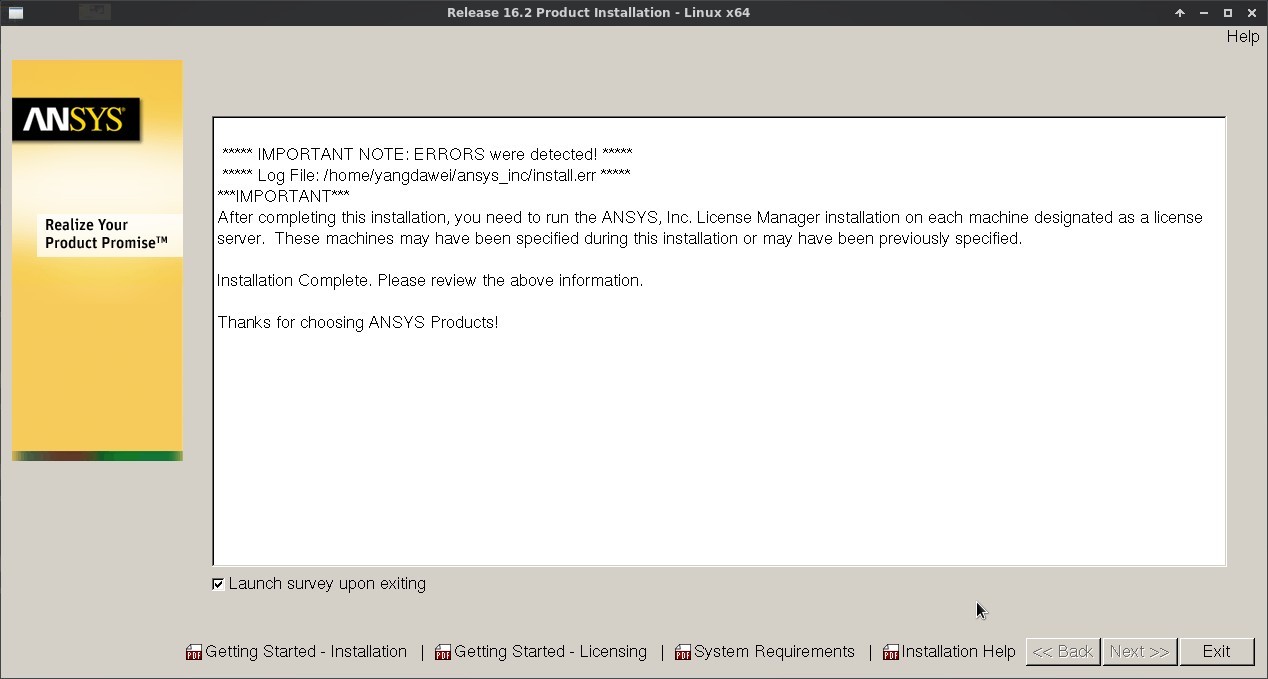 Release 16.2 Product Installation - Linux x64
Help
ANSYS®
Realize Your
Product Promise™
***** IMPORTANT NOTE: ERRORS were detected! *****
***** Log File: /home/yangdawei/ansys_inc/install.err *****
***IMPORTANT***
After completing this installation, you need to run the ANSYS, Inc. License Manager installation on each machine designated as a license
server.  These machines may have been specified during this installation or may have been previously specified.
Installation Complete. Please review the above information.
Thanks for choosing ANSYS Products!
Launch survey upon exiting
PDF Getting Started - Installation | PDF Getting Started - Licensing | PDF System Requirements | PDF Installation Help << Back Next >> Exit